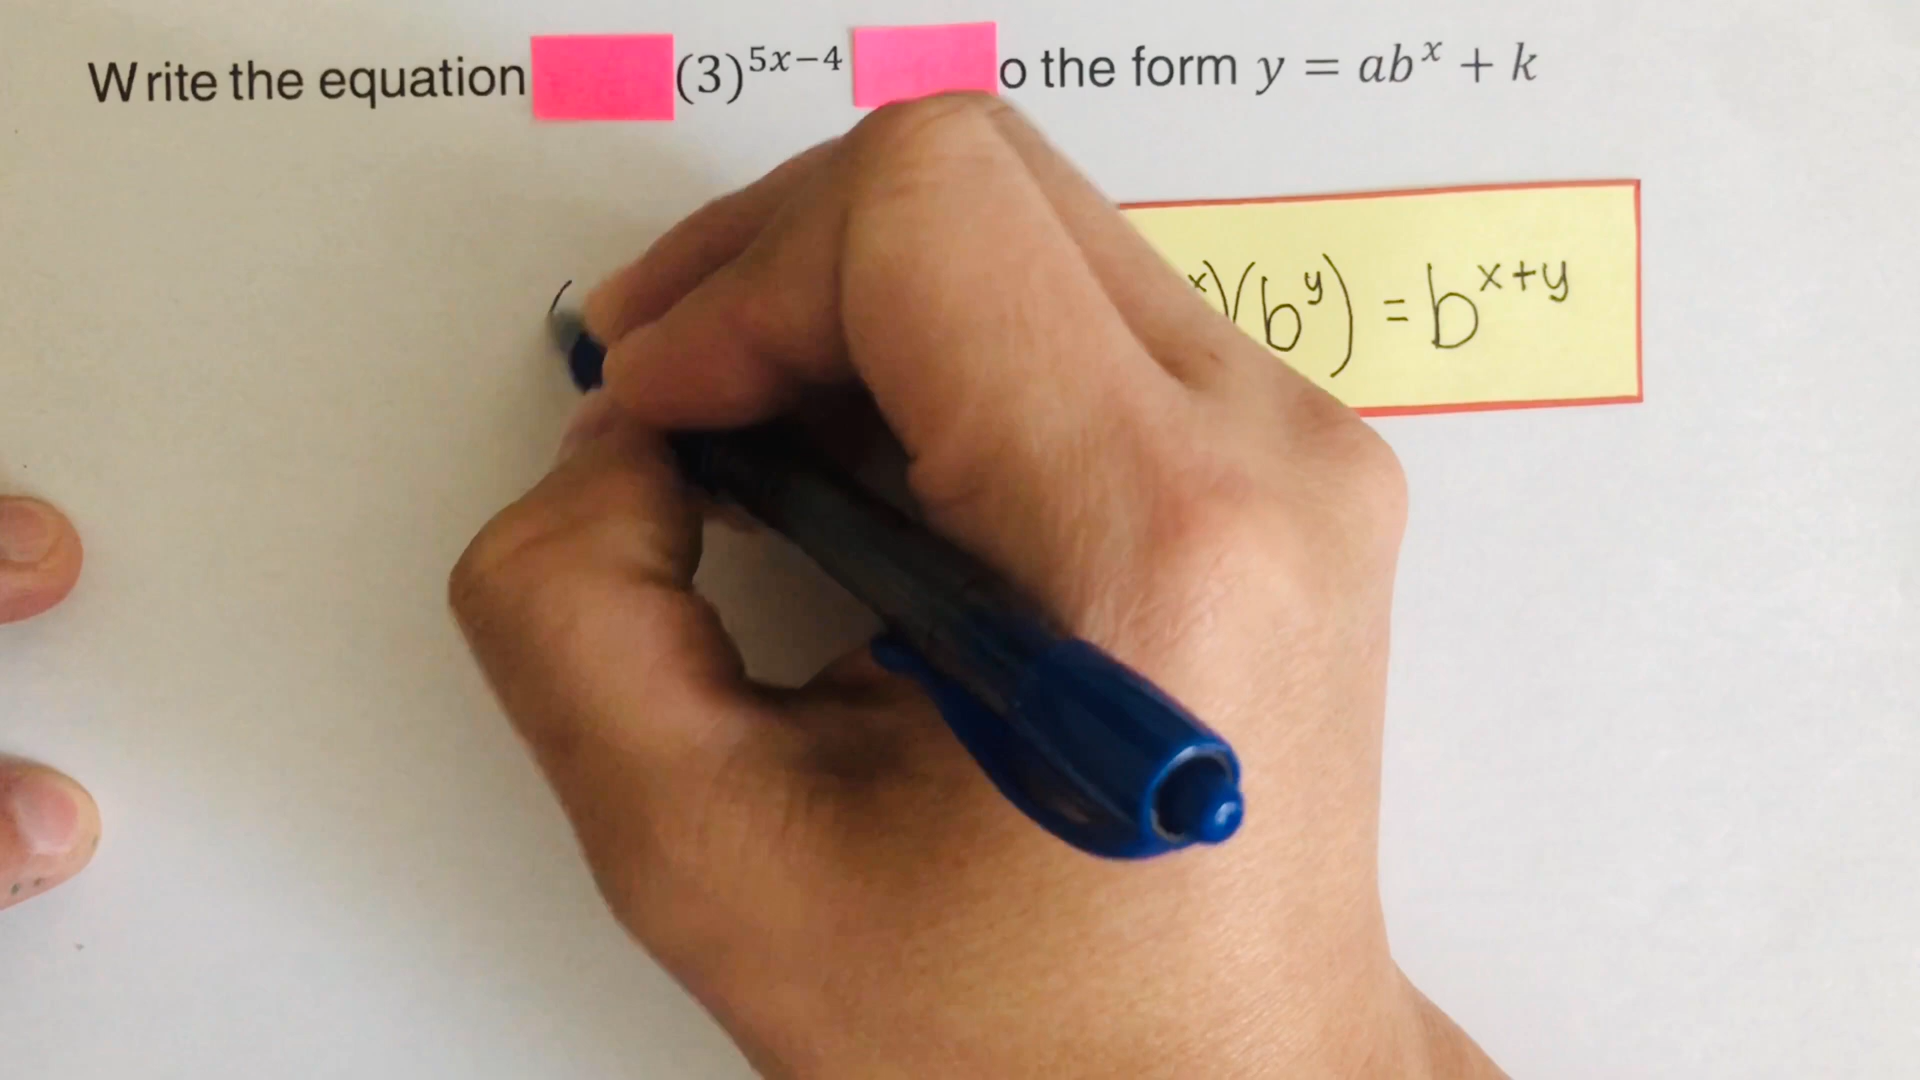 Write the equation (3)^{5x-4} o the form y = ab^x + k
^x)(b^y) = b^{x+y}
(